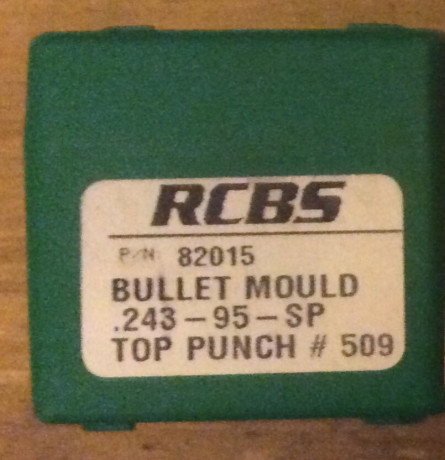 RCBS
P/N 82015
BULLET MOULD
.243-95-SP
TOP PUNCH # 509